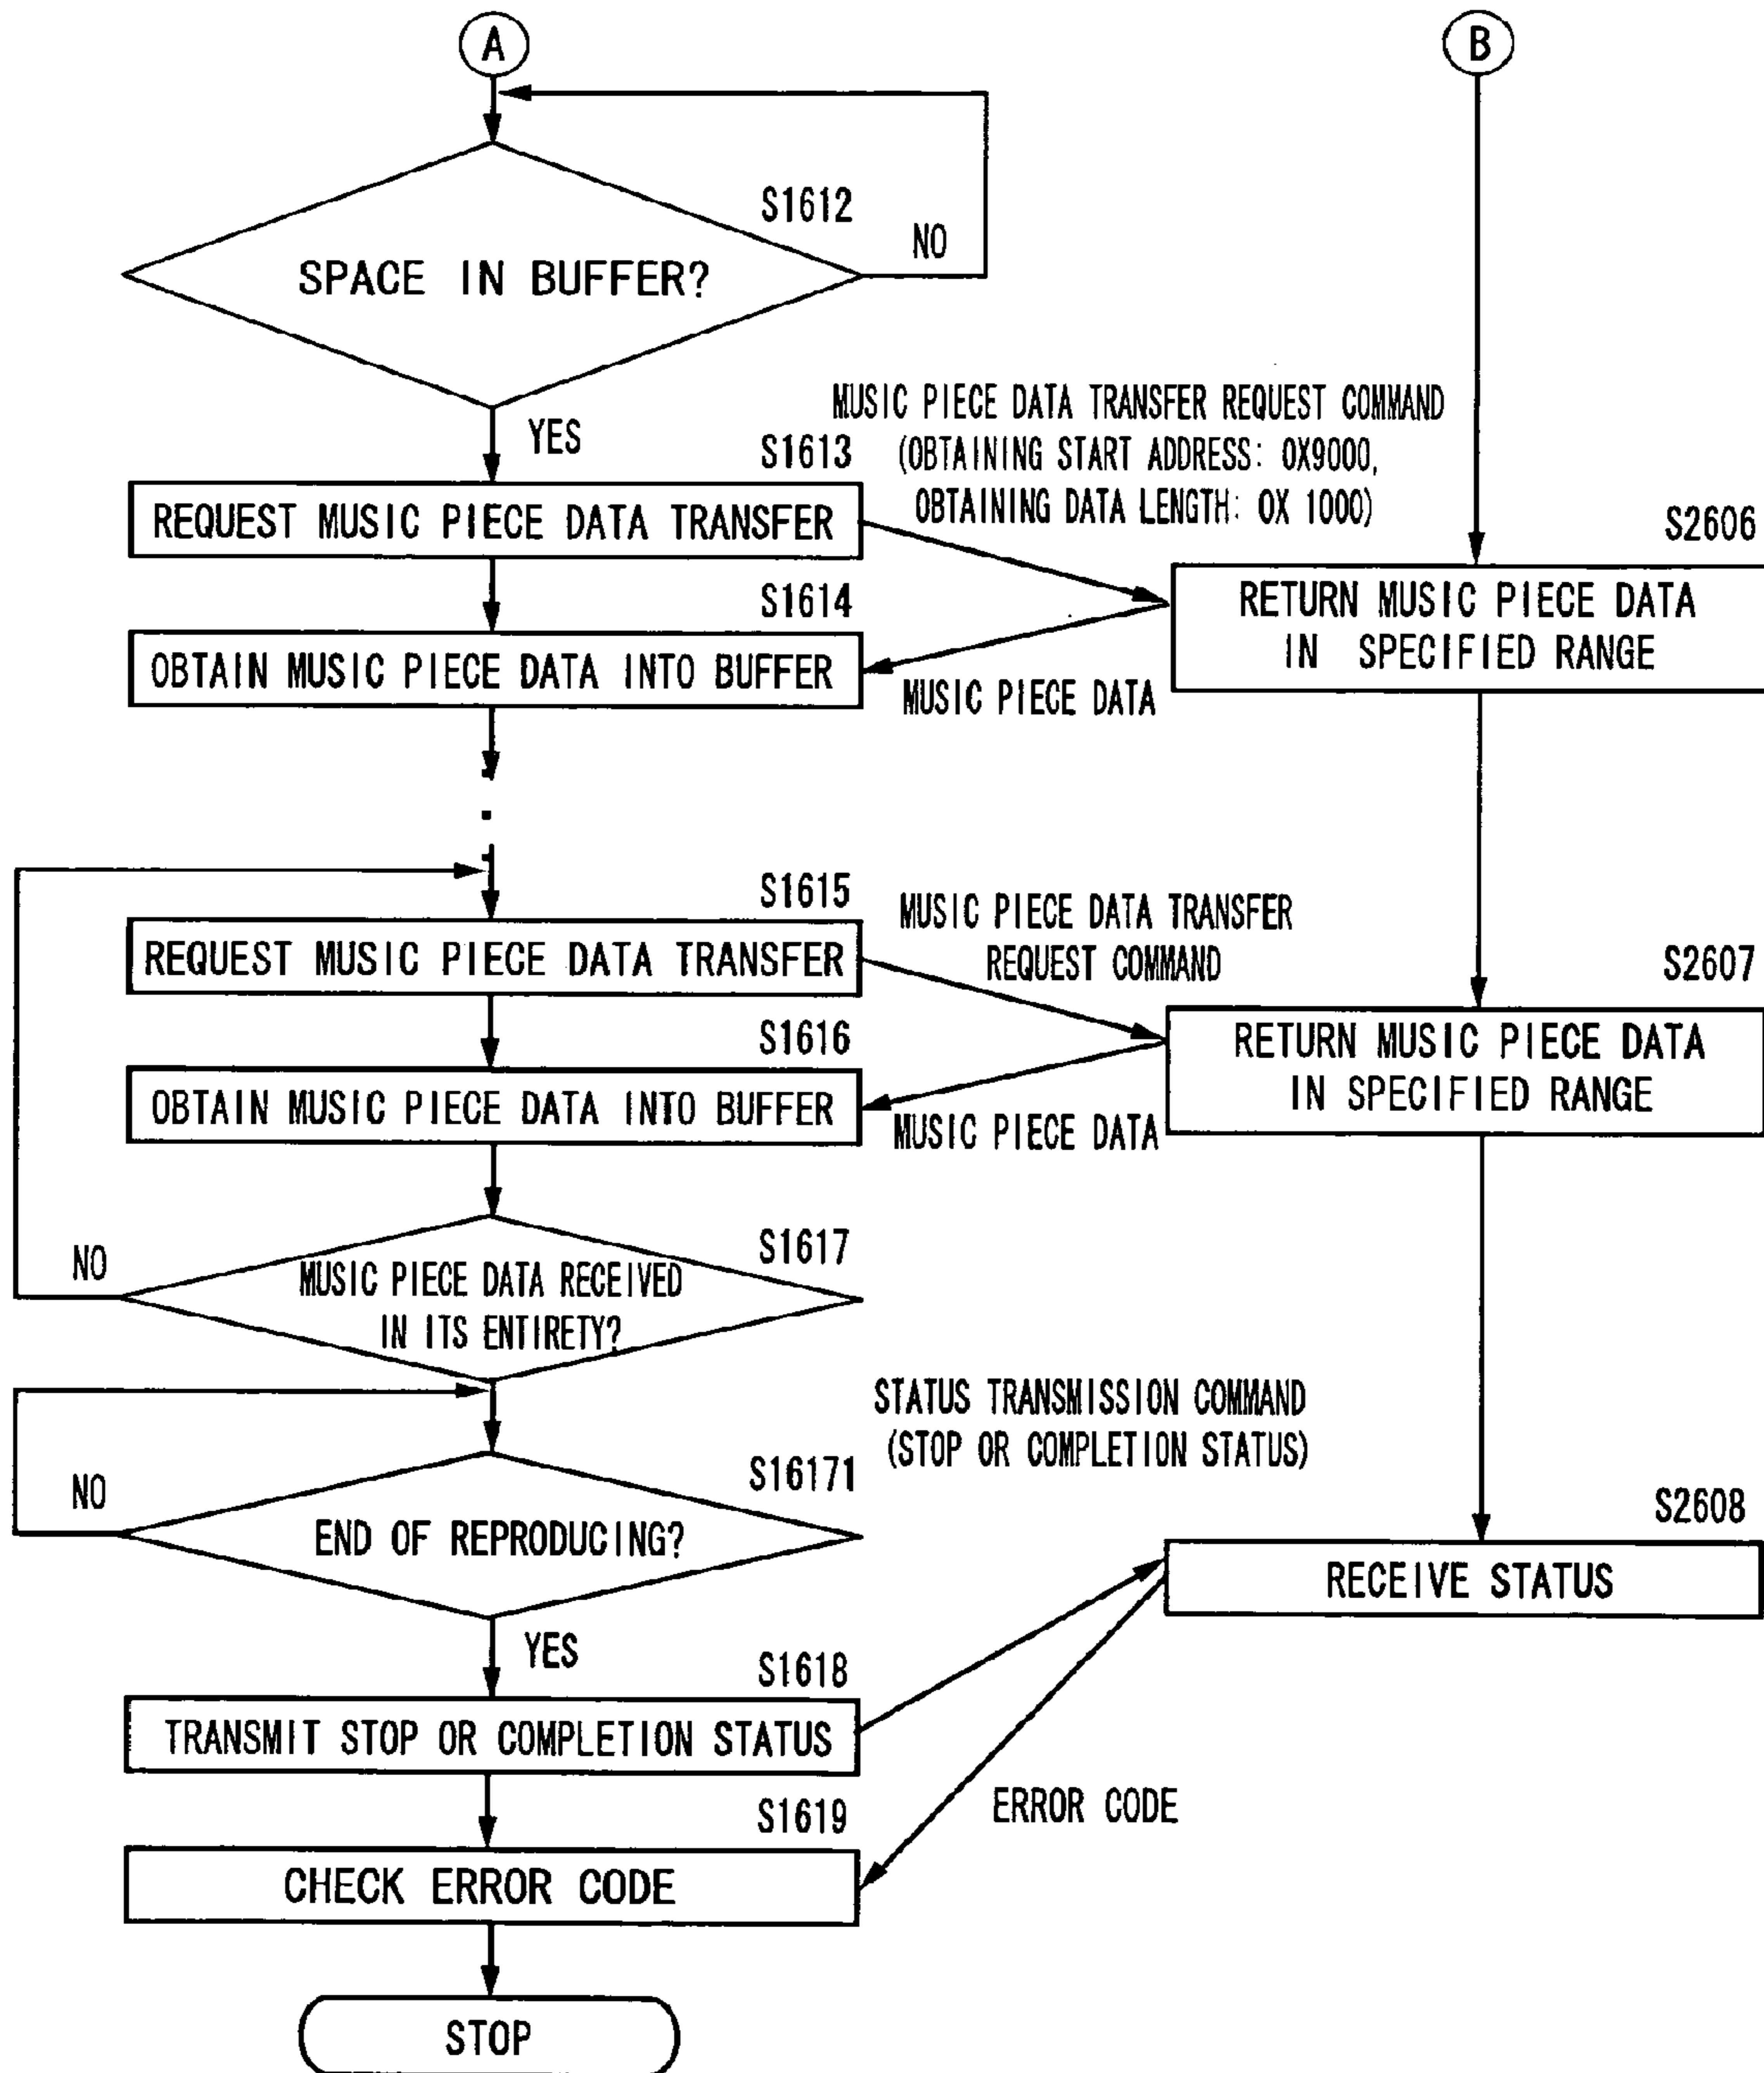 A
B
S1612
NO
SPACE IN BUFFER?
YES
MUSIC PIECE DATA TRANSFER REQUEST COMMAND
(OBTAINING START ADDRESS: 0X9000,
OBTAINING DATA LENGTH: 0X 1000)
S1613
REQUEST MUSIC PIECE DATA TRANSFER
S2606
RETURN MUSIC PIECE DATA
IN SPECIFIED RANGE
S1614
OBTAIN MUSIC PIECE DATA INTO BUFFER
MUSIC PIECE DATA
S1615
REQUEST MUSIC PIECE DATA TRANSFER
MUSIC PIECE DATA TRANSFER
REQUEST COMMAND
S2607
RETURN MUSIC PIECE DATA
IN SPECIFIED RANGE
S1616
OBTAIN MUSIC PIECE DATA INTO BUFFER
MUSIC PIECE DATA
S1617
NO
MUSIC PIECE DATA RECEIVED
IN ITS ENTIRETY?
STATUS TRANSMISSION COMMAND
(STOP OR COMPLETION STATUS)
S16171
NO
END OF REPRODUCING?
S2608
RECEIVE STATUS
YES
S1618
TRANSMIT STOP OR COMPLETION STATUS
ERROR CODE
S1619
CHECK ERROR CODE
STOP